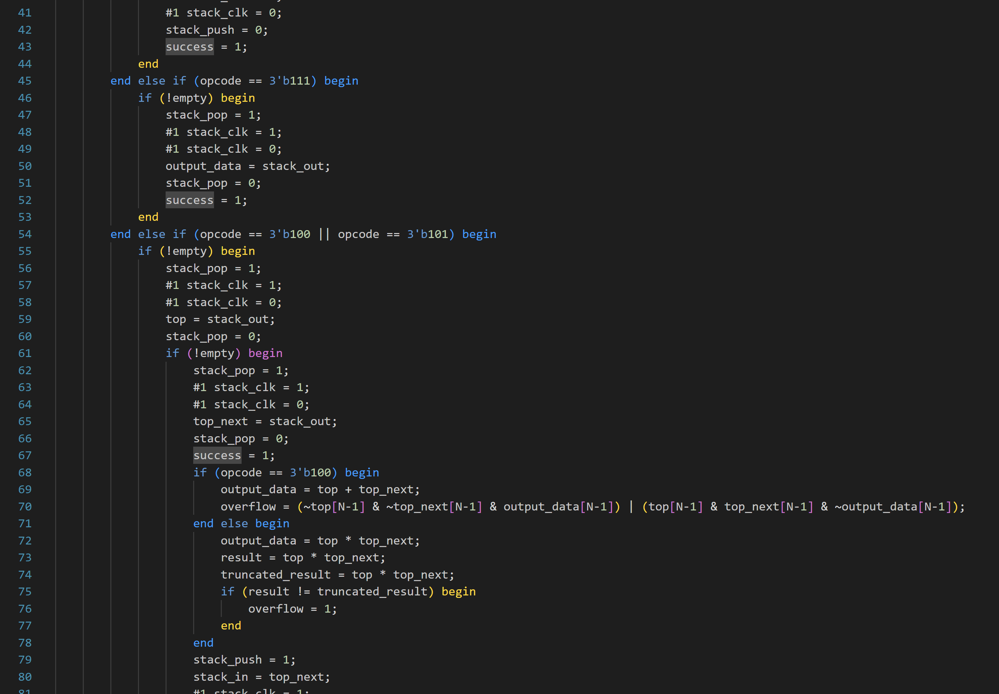 41 #1 stack_clk = 0;
42 stack_push = 0;
43 success = 1;
44 end
45 end else if (opcode == 3'b111) begin
46 if (!empty) begin
47 stack_pop = 1;
48 #1 stack_clk = 1;
49 #1 stack_clk = 0;
50 output_data = stack_out;
51 stack_pop = 0;
52 success = 1;
53 end
54 end else if (opcode == 3'b100 || opcode == 3'b101) begin
55 if (!empty) begin
56 stack_pop = 1;
57 #1 stack_clk = 1;
58 #1 stack_clk = 0;
59 top = stack_out;
60 stack_pop = 0;
61 if (!empty) begin
62 stack_pop = 1;
63 #1 stack_clk = 1;
64 #1 stack_clk = 0;
65 top_next = stack_out;
66 stack_pop = 0;
67 success = 1;
68 if (opcode == 3'b100) begin
69 output_data = top + top_next;
70 overflow = (~top[N-1] & ~top_next[N-1] & output_data[N-1]) | (top[N-1] & top_next[N-1] & ~output_data[N-1]);
71 end else begin
72 output_data = top * top_next;
73 result = top * top_next;
74 truncated_result = top * top_next;
75 if (result != truncated_result) begin
76 overflow = 1;
77 end
78 end
79 stack_push = 1;
80 stack_in = top_next;
81 #1 stack_clk = 1;